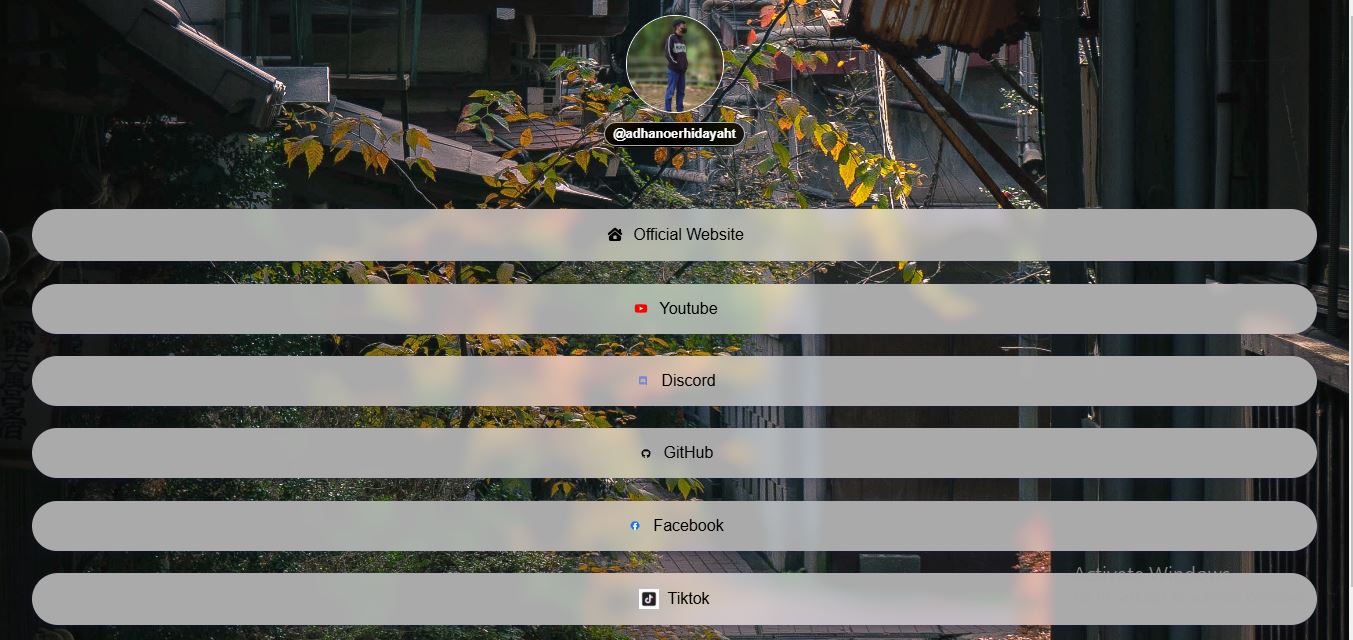 @adhanoerhidayaht
Official Website
Youtube
Discord
GitHub
Facebook
Tiktok
Activate Windows